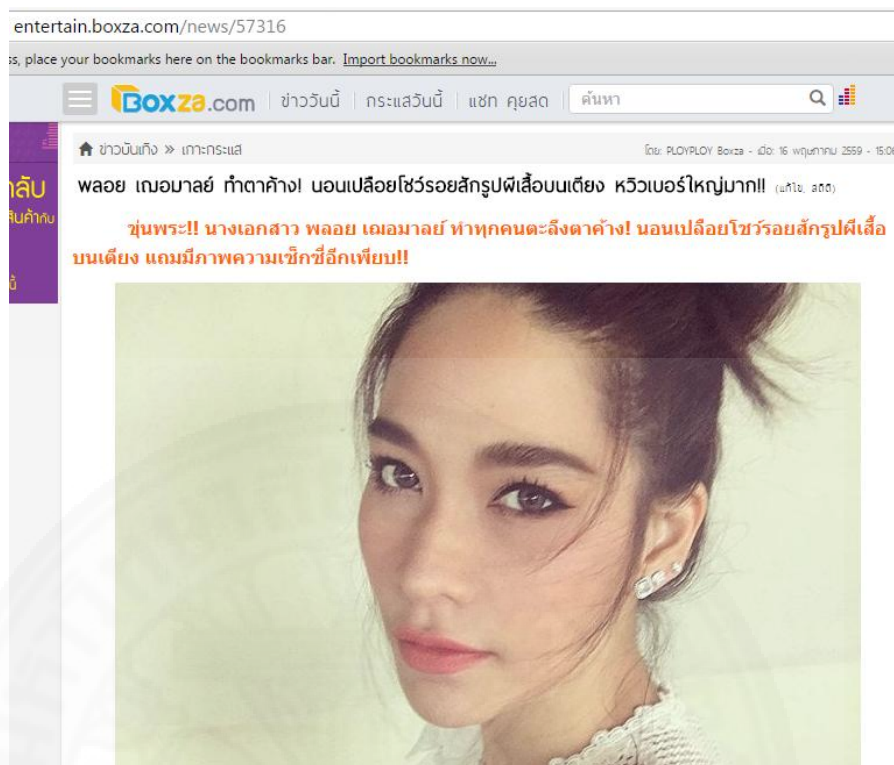 entertain.boxza.com/news/57316
ss, place your bookmarks here on the bookmarks bar. Import bookmarks now...
BOXZa.com ข่าววันนี้ กระแสวันนี้ แชท คุยสด ค้นหา
ข่าวบันเทิง » เกาะกระแส
โดย: PLOYPLOY Boxza - เมื่อ: 16 พฤษภาคม 2559 - 15:06
พลอย เฌอมาลย์ ทำตาค้าง! นอนเปลือยโชว์รอยสักรูปผีเสื้อบนเตียง หวิวเบอร์ใหญ่มาก!! (แก้ไข, สถิติ)
ขุ่นพระ!! นางเอกสาว พลอย เฌอมาลย์ ทำทุกคนตะลึงตาค้าง! นอนเปลือยโชว์รอยสักรูปผีเสื้อ
บนเตียง แถมมีภาพความเซ็กซี่อีกเพียบ!!